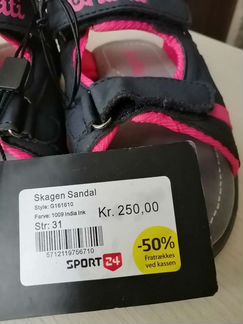 Skagen Sandal
Style: G161610
Farve: 1009 India Ink
Str: 31
Kr. 250,00
5712119756710
SPORT 24
-50%
Fratrækkes
ved kassen